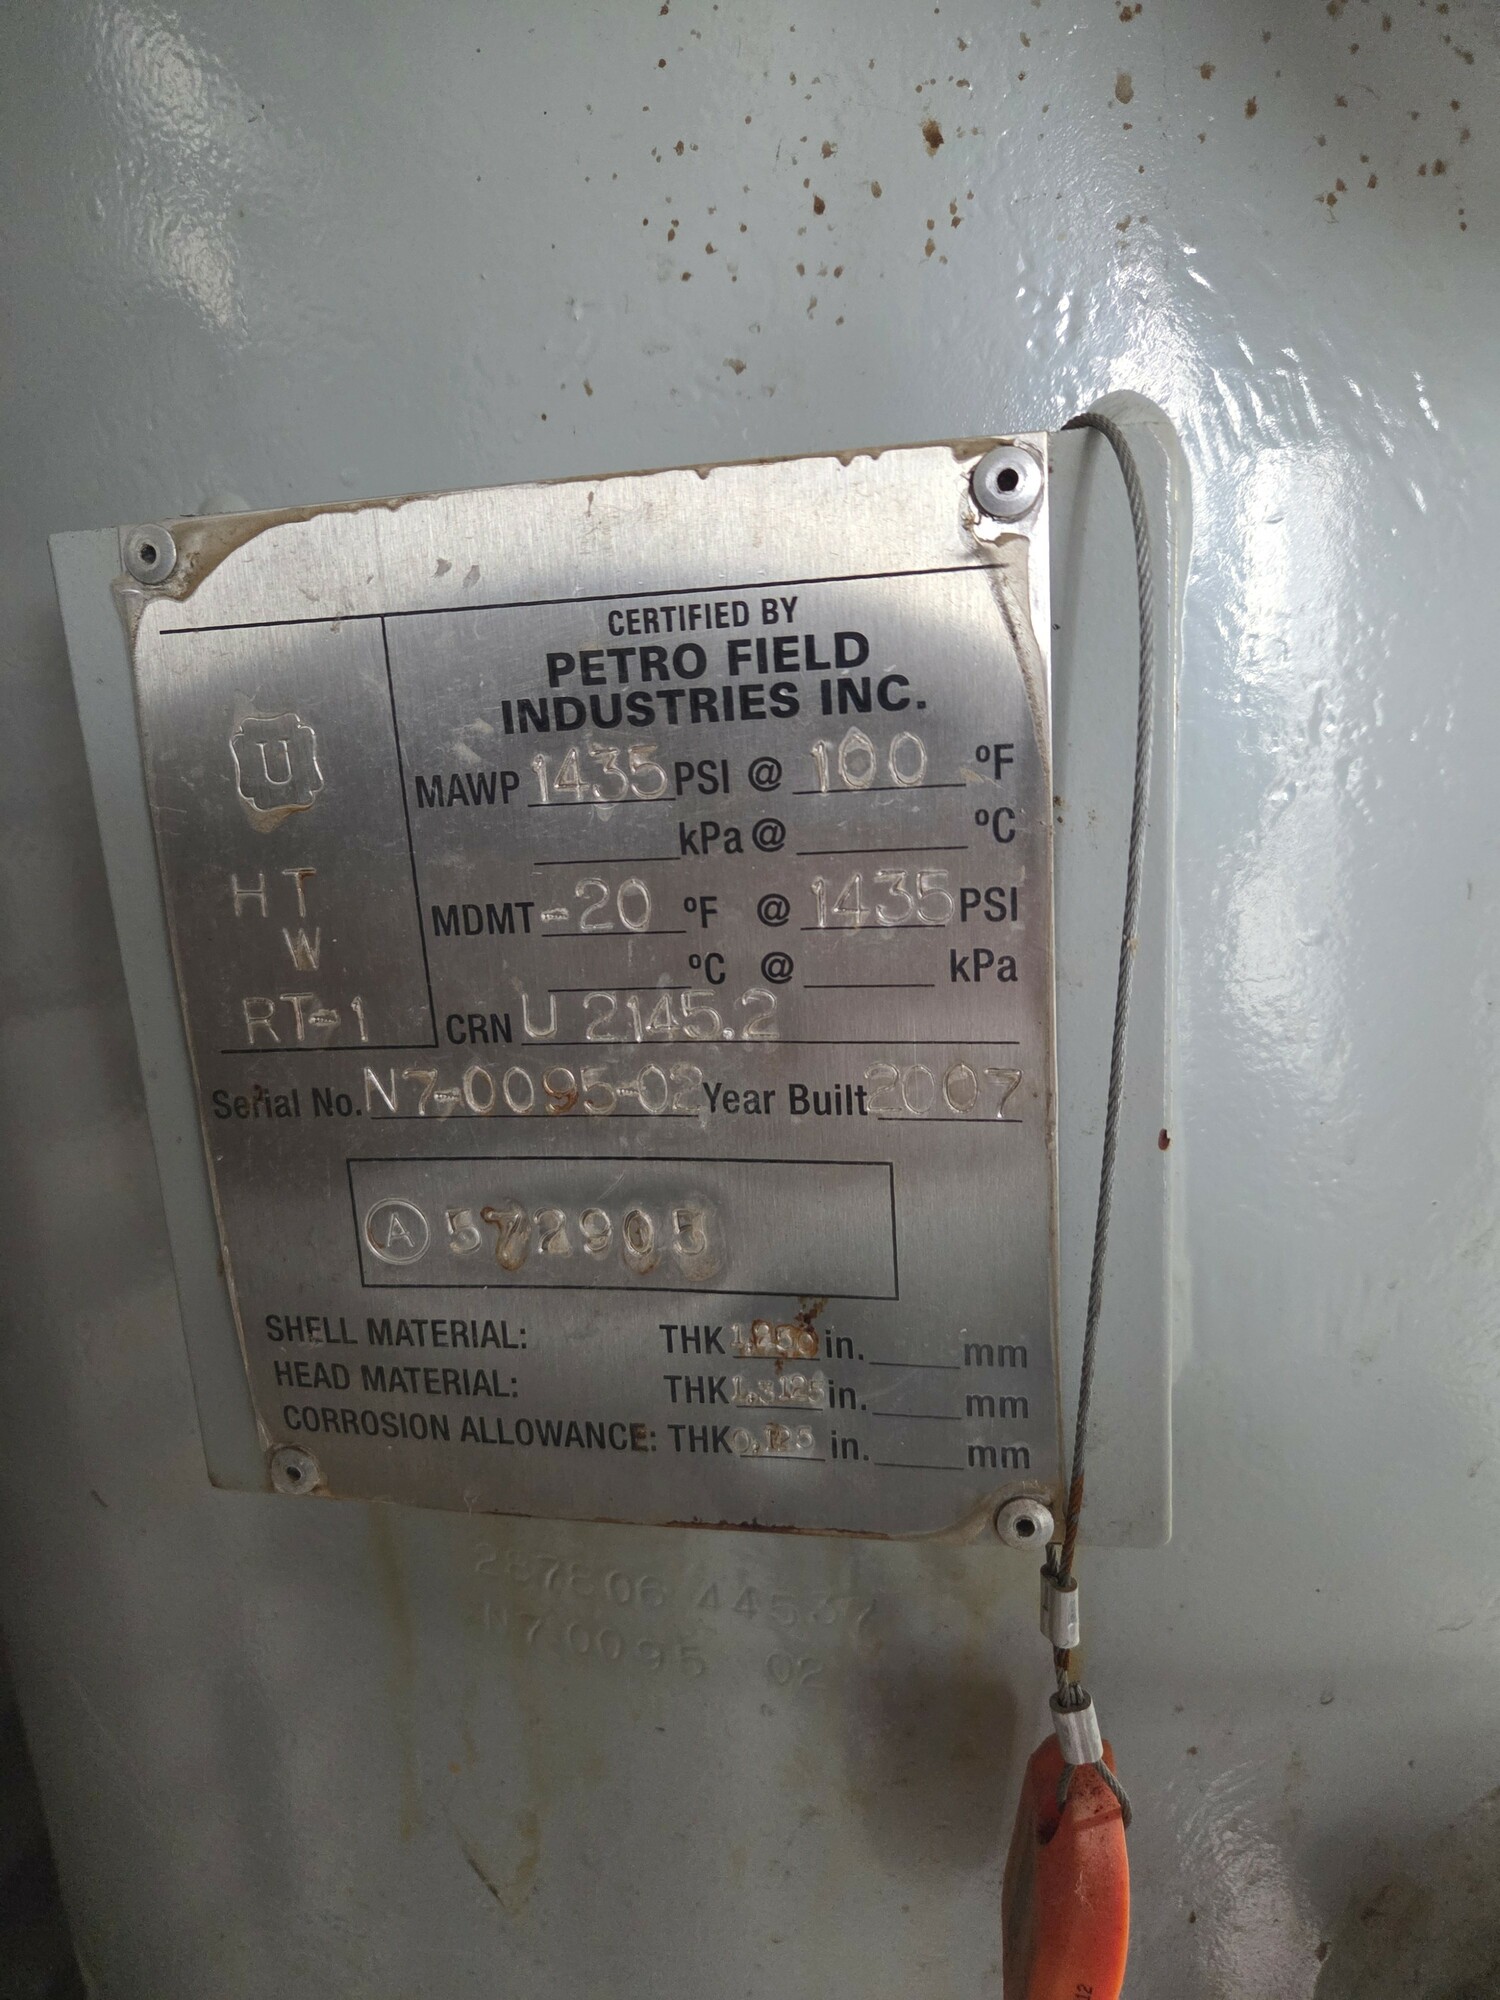 CERTIFIED BY
PETRO FIELD
INDUSTRIES INC.
U
MAWP 1435 PSI @ 100 ºF
kPa @ ºC
HT
W
RT-1
MDMT -20 ºF @ 1435 PSI
ºC @ kPa
CRN U 2145.2
Serial No. N7-0095-02 Year Built 2007
A 572905
SHELL MATERIAL: THK 1.250 in. mm
HEAD MATERIAL: THK 1.3125 in. mm
CORROSION ALLOWANCE: THK 0.125 in. mm
N7 0095 02
12